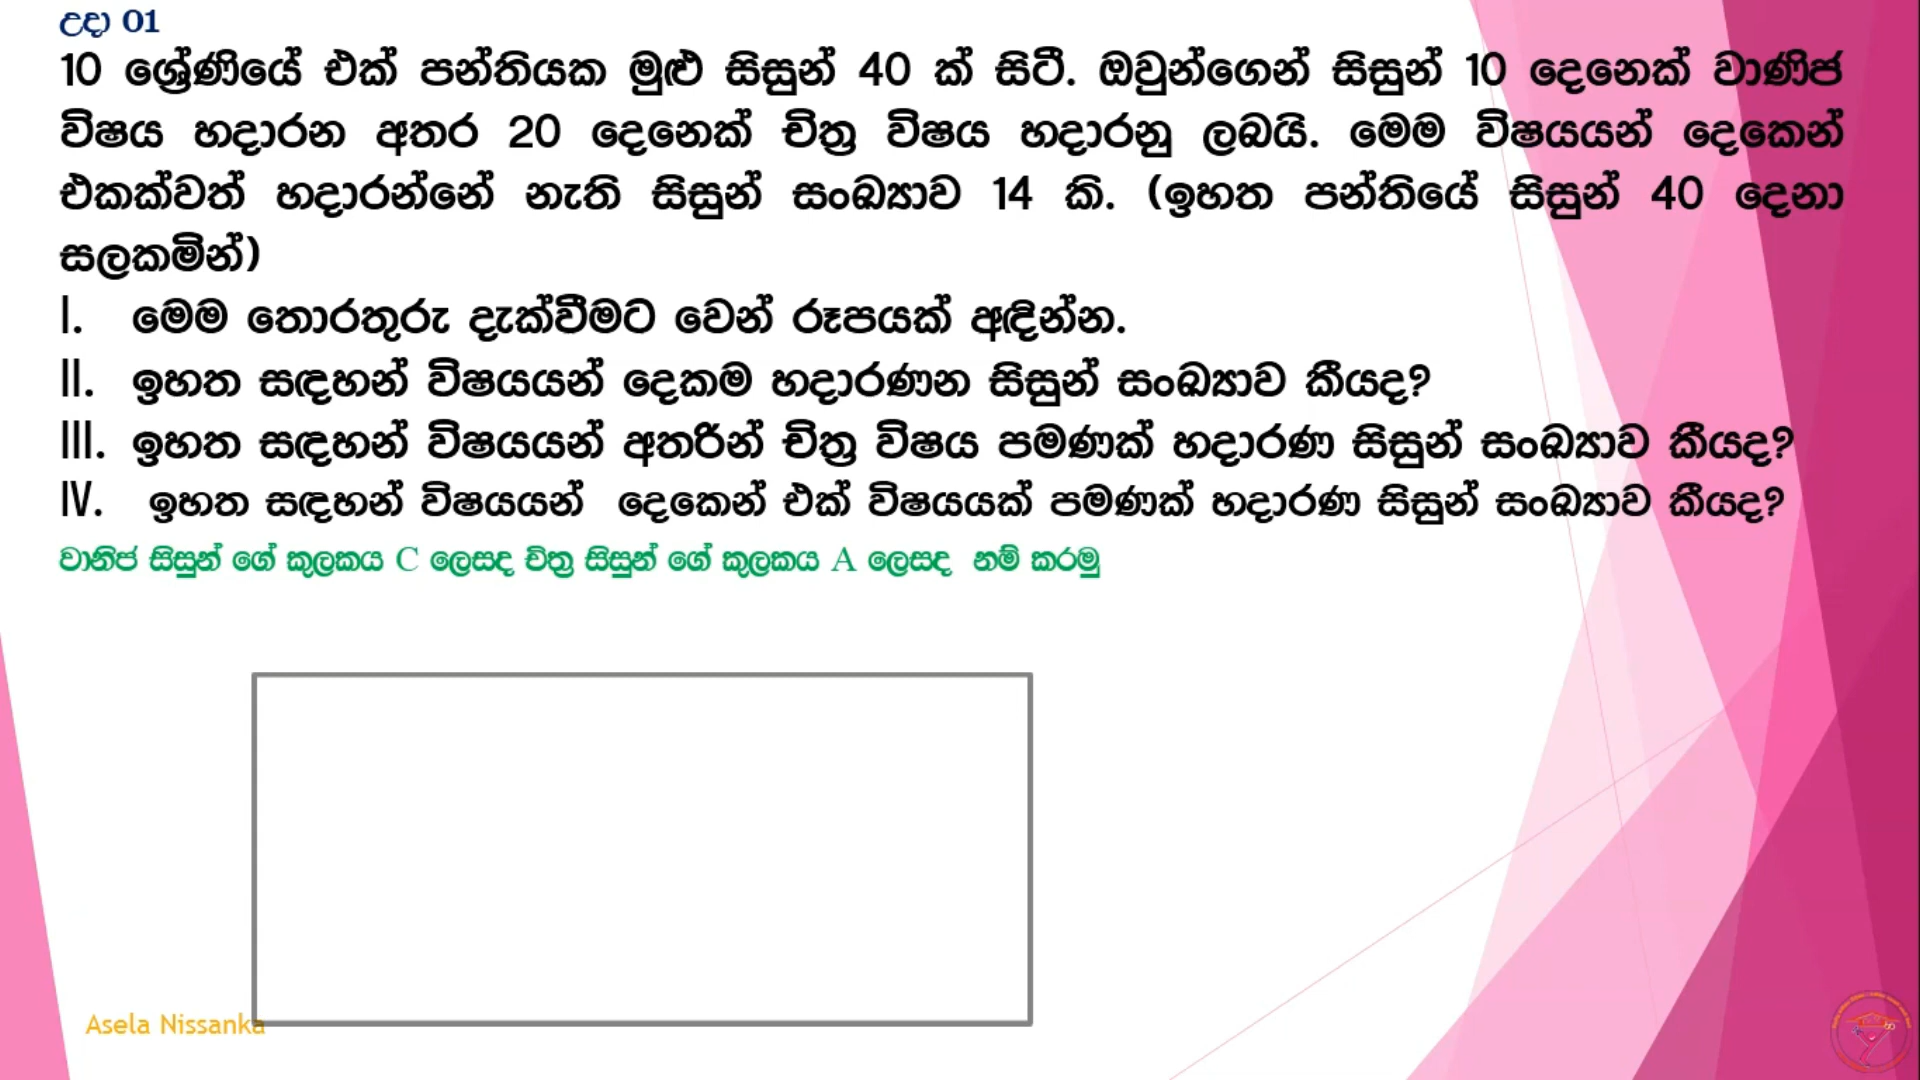 උදා 01
10 ශ්‍රේණියේ එක් පන්තියක මුළු සිසුන් 40 ක් සිටී. ඔවුන්ගෙන් සිසුන් 10 දෙනෙක් වාණිජ
විෂය හදාරන අතර 20 දෙනෙක් චිත්‍ර විෂය හදාරනු ලබයි. මෙම විෂයයන් දෙකෙන්
එකක්වත් හදාරන්නේ නැති සිසුන් සංඛ්‍යාව 14 කි. (ඉහත පන්තියේ සිසුන් 40 දෙනා
සලකමින්)
I. මෙම තොරතුරු දැක්වීමට වෙන් රූපයක් අඳින්න.
II. ඉහත සඳහන් විෂයයන් දෙකම හදාරණන සිසුන් සංඛ්‍යාව කීයද?
III. ඉහත සඳහන් විෂයයන් අතරින් චිත්‍ර විෂය පමණක් හදාරණ සිසුන් සංඛ්‍යාව කීයද?
IV. ඉහත සඳහන් විෂයයන් දෙකෙන් එක් විෂයයක් පමණක් හදාරණ සිසුන් සංඛ්‍යාව කීයද?
වානිජ සිසුන් ගේ කුලකය C ලෙසද චිත්‍ර සිසුන් ගේ කුලකය A ලෙසද නම් කරමු
Asela Nissanka